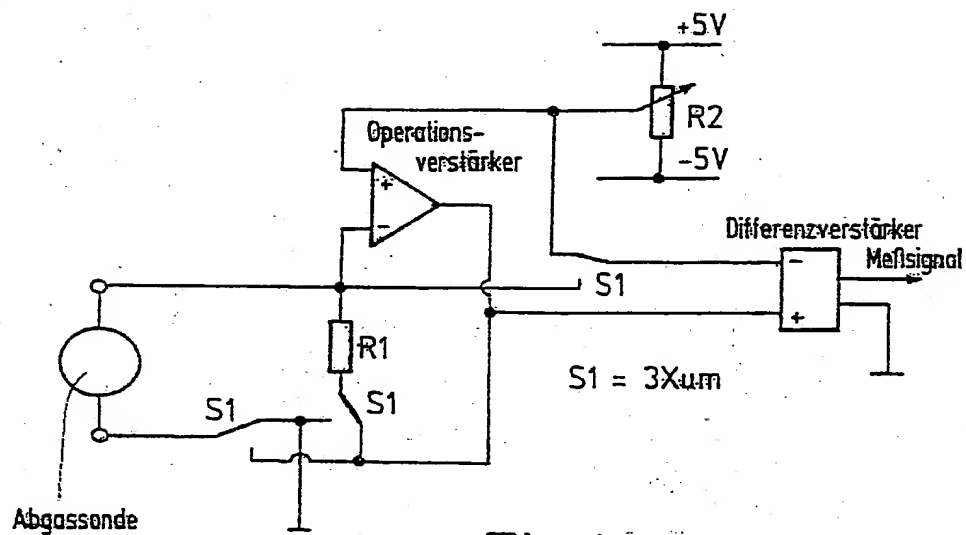 +5V
Operations-
verstärker
R2
-5V
+
-
Differenzverstärker
Meßsignal
-
S1
+
R1
S1 = 3Xum
S1
S1
Abgassonde